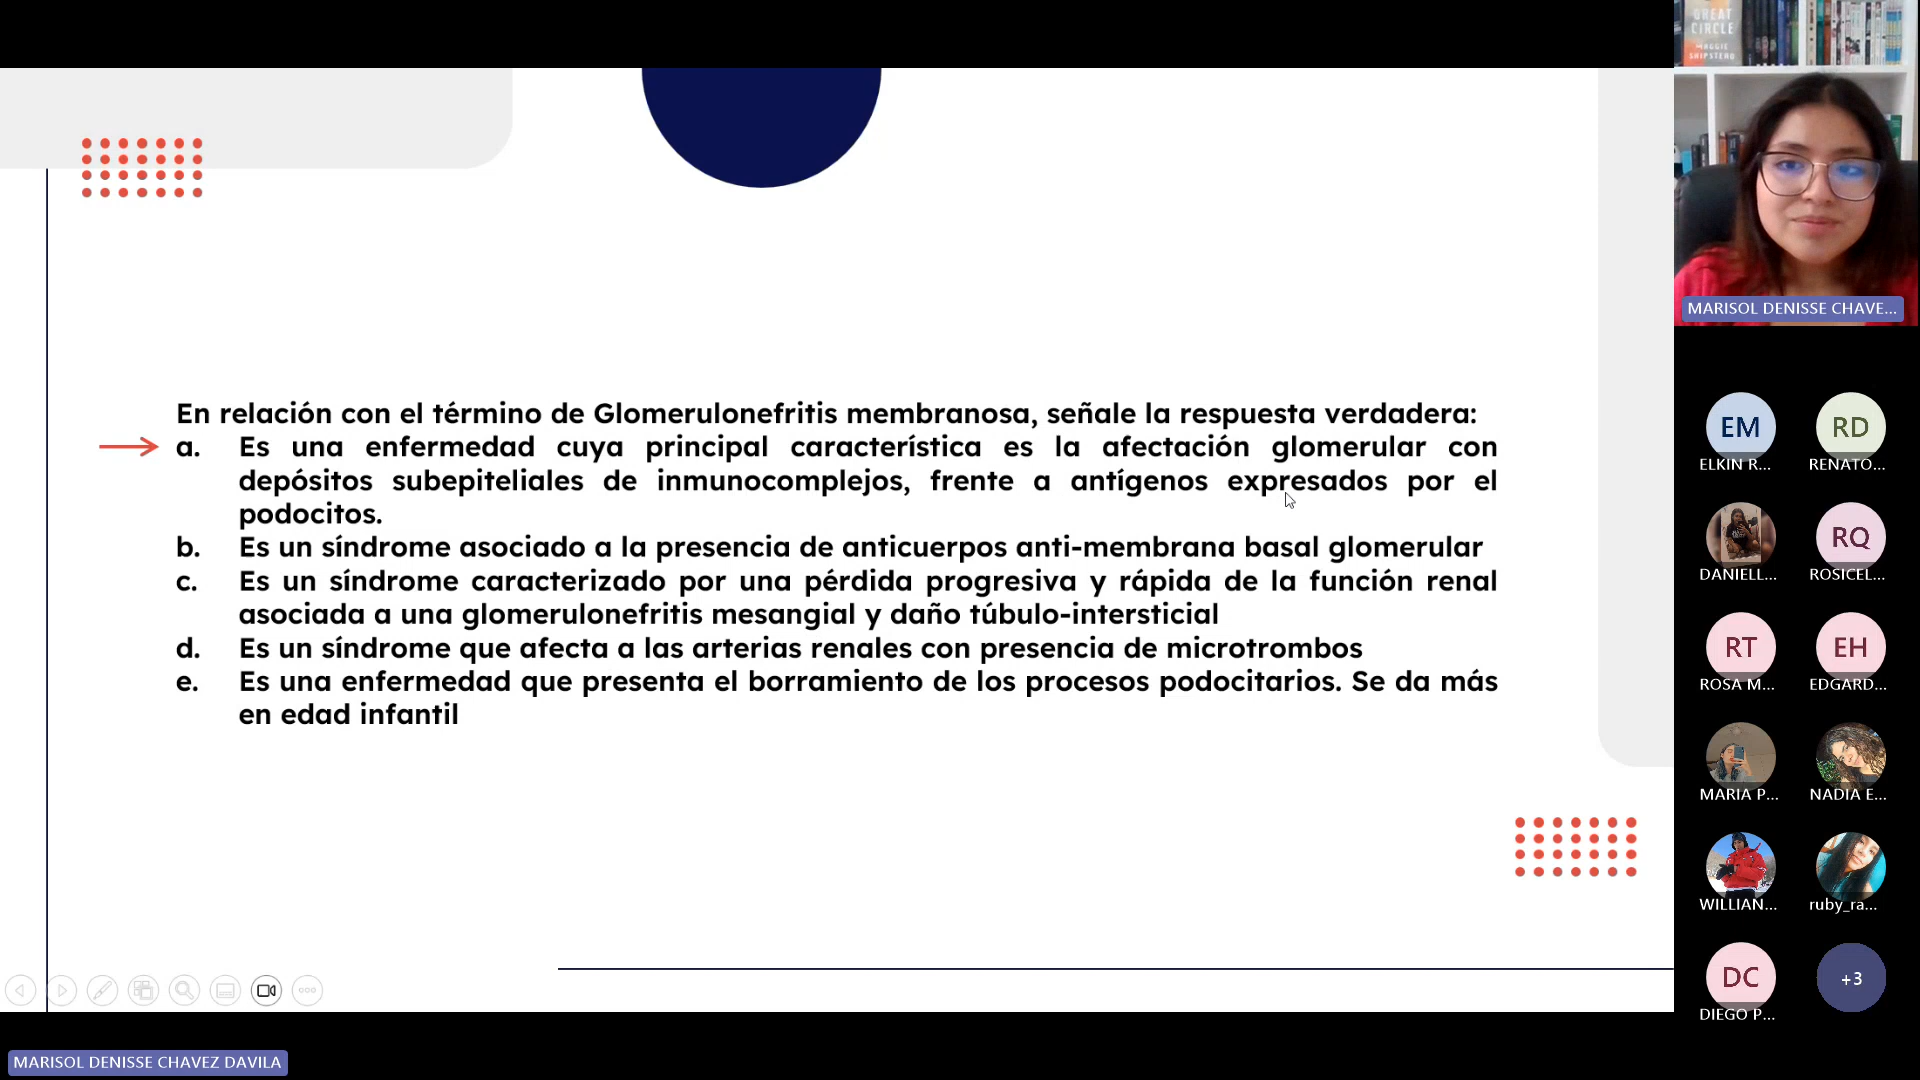 GREAT
CIRCLE
MAGGIE
SHIPSTEAD
MARISOL DENISSE CHAVE...
En relación con el término de Glomerulonefritis membranosa, señale la respuesta verdadera:
a. Es una enfermedad cuya principal característica es la afectación glomerular con
depósitos subepiteliales de inmunocomplejos, frente a antígenos expresados por el
podocitos.
b. Es un síndrome asociado a la presencia de anticuerpos anti-membrana basal glomerular
c. Es un síndrome caracterizado por una pérdida progresiva y rápida de la función renal
asociada a una glomerulonefritis mesangial y daño túbulo-intersticial
d. Es un síndrome que afecta a las arterias renales con presencia de microtrombos
e. Es una enfermedad que presenta el borramiento de los procesos podocitarios. Se da más
en edad infantil
EM RD
ELKIN R... RENATO...
RQ
DANIELL... ROSICEL...
RT EH
ROSA M... EDGARD...
MARIA P... NADIA E...
WILLIAN... ruby_ra...
DC +3
DIEGO P...
MARISOL DENISSE CHAVEZ DAVILA